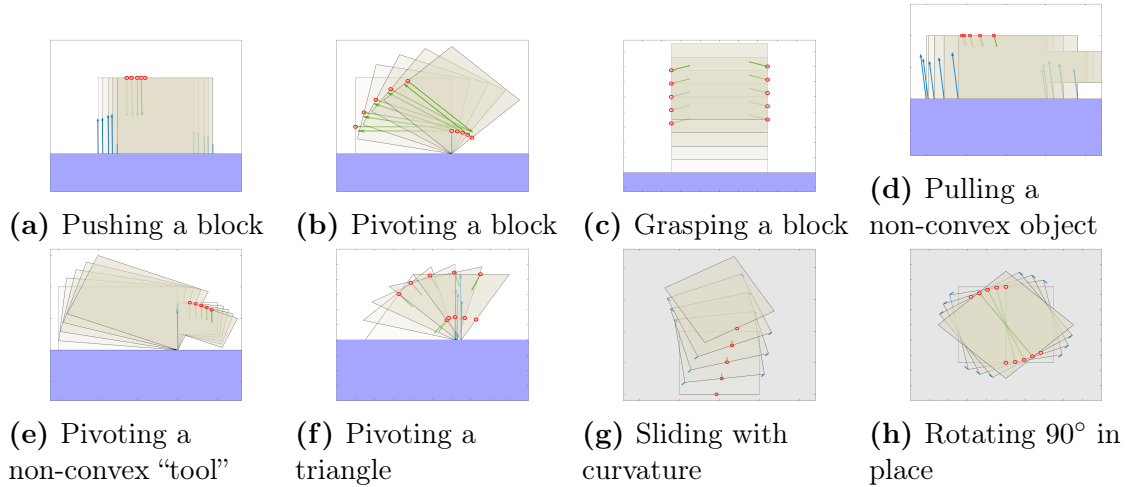 (a) Pushing a block
(b) Pivoting a block
(c) Grasping a block
(d) Pulling a
non-convex object
(e) Pivoting a
non-convex “tool”
(f) Pivoting a
triangle
(g) Sliding with
curvature
(h) Rotating 90° in
place